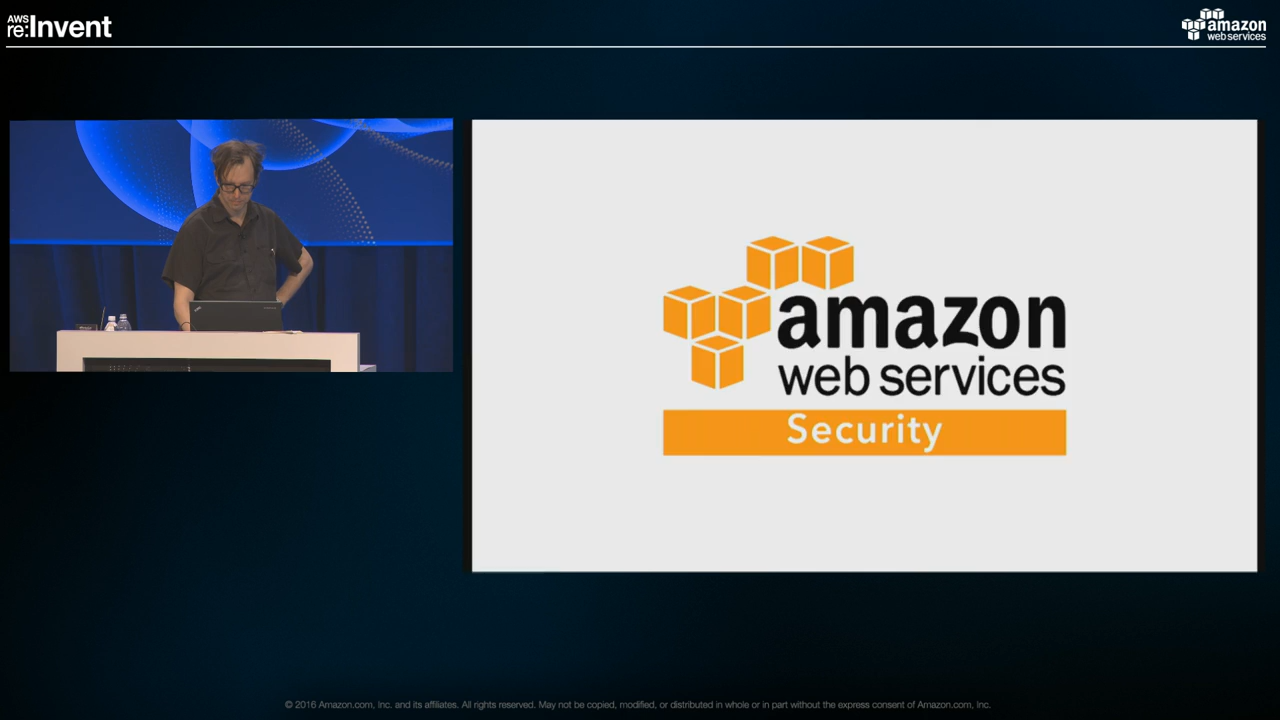 AWS
re:Invent
amazon
web services
amazon
web services
Security
© 2016 Amazon.com, Inc. and its affiliates. All rights reserved. May not be copied, modified, or distributed in whole or in part without the express consent of Amazon.com, Inc.